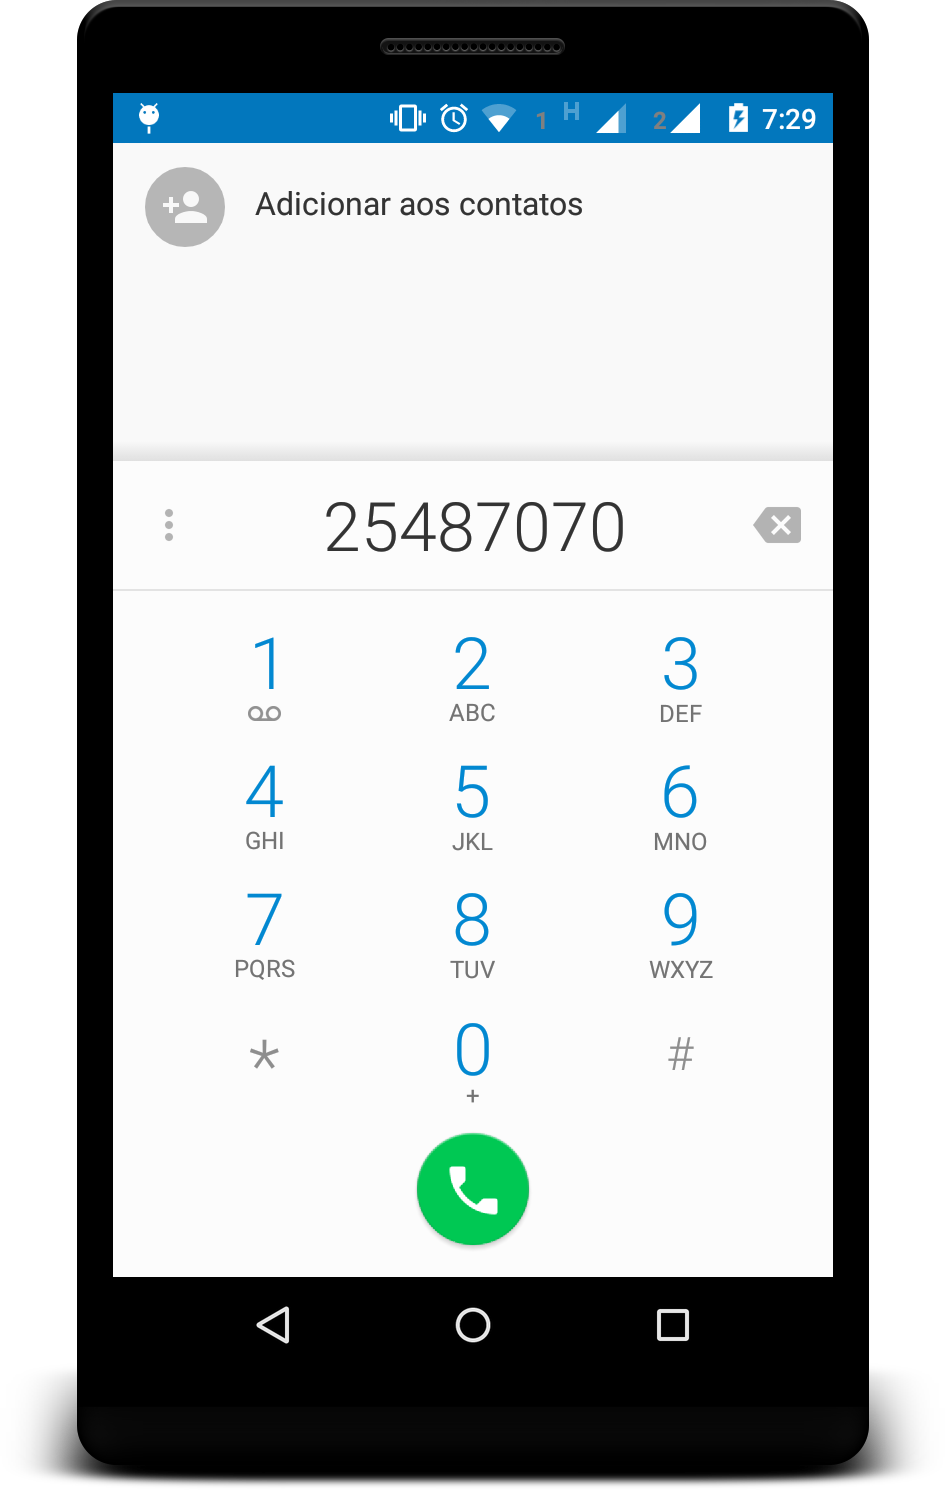 1 H 2 7:29
Adicionar aos contatos
25487070
1 2 3
ABC DEF
4 5 6
GHI JKL MNO
7 8 9
PQRS TUV WXYZ
* 0 #
+